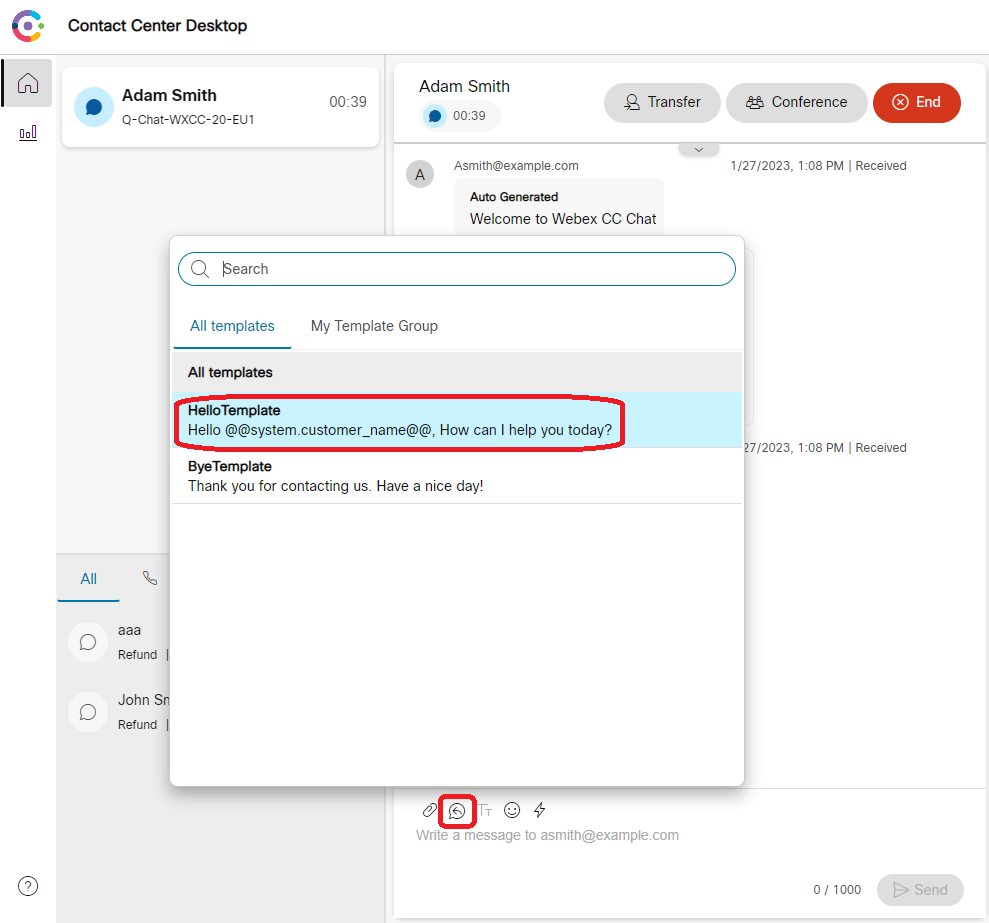 Contact Center Desktop
Adam Smith
00:39
Q-Chat-WXCC-20-EU1
Adam Smith
00:39
Transfer
Conference
End
A
Asmith@example.com
1/27/2023, 1:08 PM | Received
Auto Generated
Welcome to Webex CC Chat
Search
All templates
My Template Group
All templates
HelloTemplate
Hello @@system.customer_name@@, How can I help you today?
27/2023, 1:08 PM | Received
ByeTemplate
Thank you for contacting us. Have a nice day!
All
aaa
Refund |
John Sm
Refund |
TT
Write a message to asmith@example.com
0 / 1000
Send
?